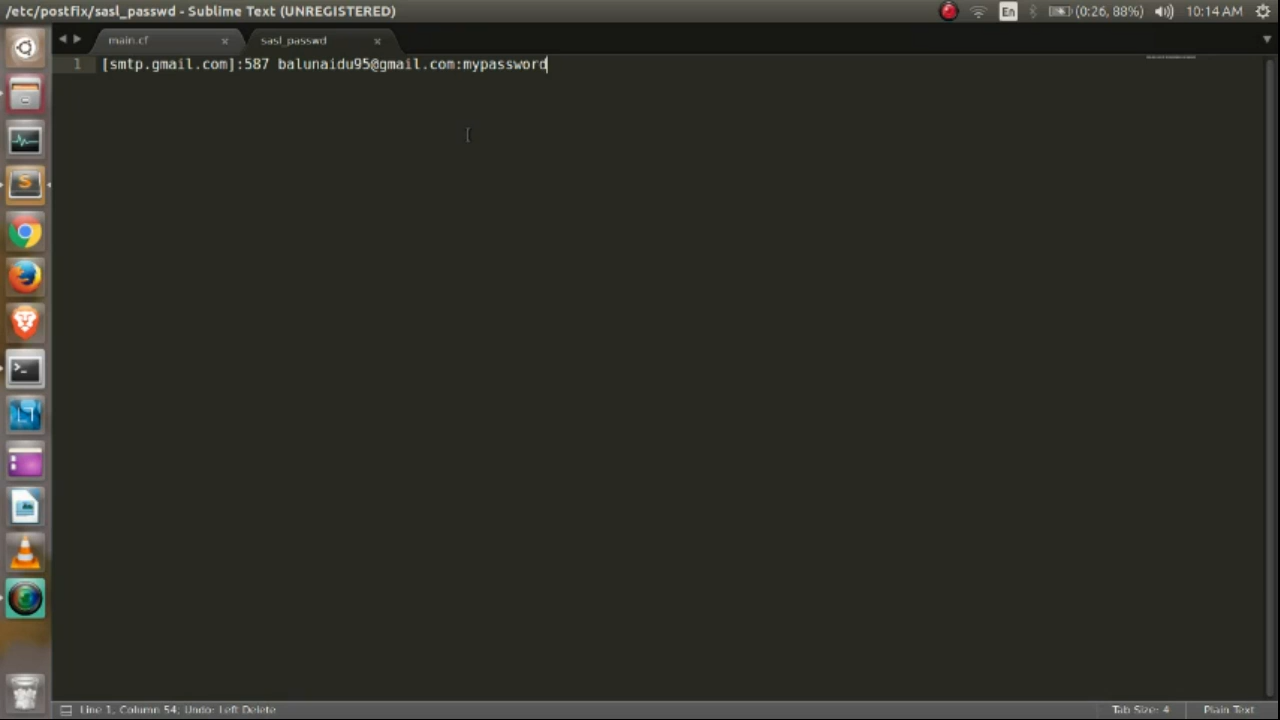 /etc/postfix/sasl_passwd - Sublime Text (UNREGISTERED)
En (0:26, 88%) 10:14 AM
main.cf x sasl_passwd x
1 [smtp.gmail.com]:587 balunaidu95@gmail.com:mypassword
Line 1, Column 54; Undo: Left Delete
Tab Size: 4 Plain Text